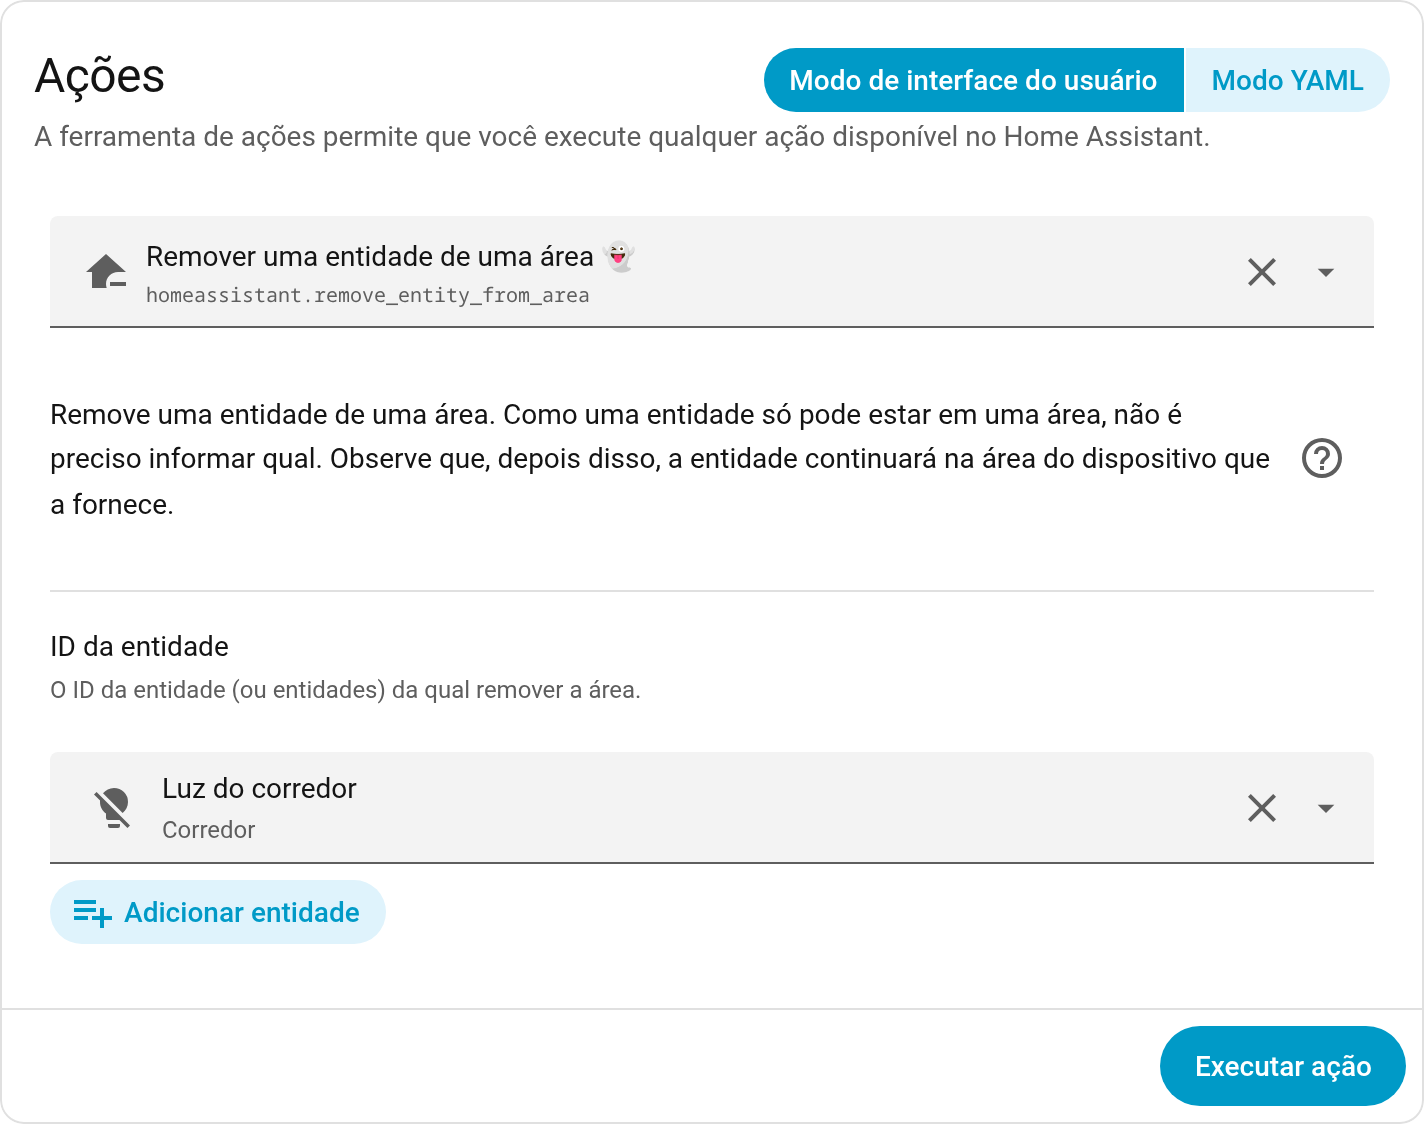 Ações
Modo de interface do usuário
Modo YAML
A ferramenta de ações permite que você execute qualquer ação disponível no Home Assistant.
Remover uma entidade de uma área 👻
homeassistant.remove_entity_from_area
Remove uma entidade de uma área. Como uma entidade só pode estar em uma área, não é
preciso informar qual. Observe que, depois disso, a entidade continuará na área do dispositivo que
a fornece.
ID da entidade
O ID da entidade (ou entidades) da qual remover a área.
Luz do corredor
Corredor
Adicionar entidade
Executar ação